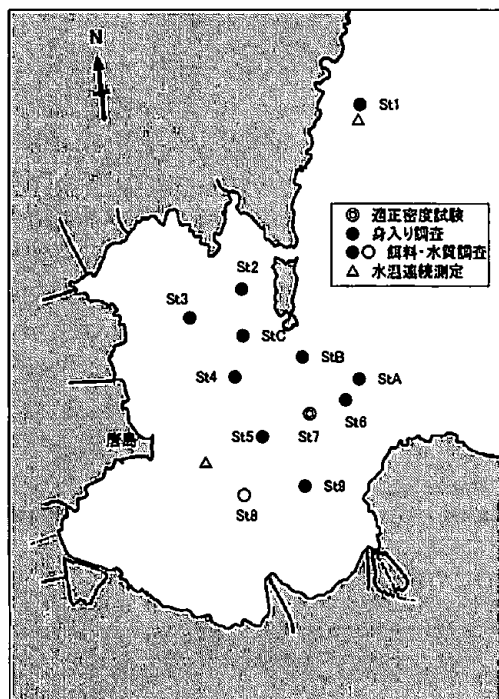 N
St1
◎ 適正密度試験
● 身入り調査
●○ 餌料・水質調査
△ 水温連続測定
St2
St3
StC
StB
St4
StA
St6
St7
St5
唐島
St9
St8